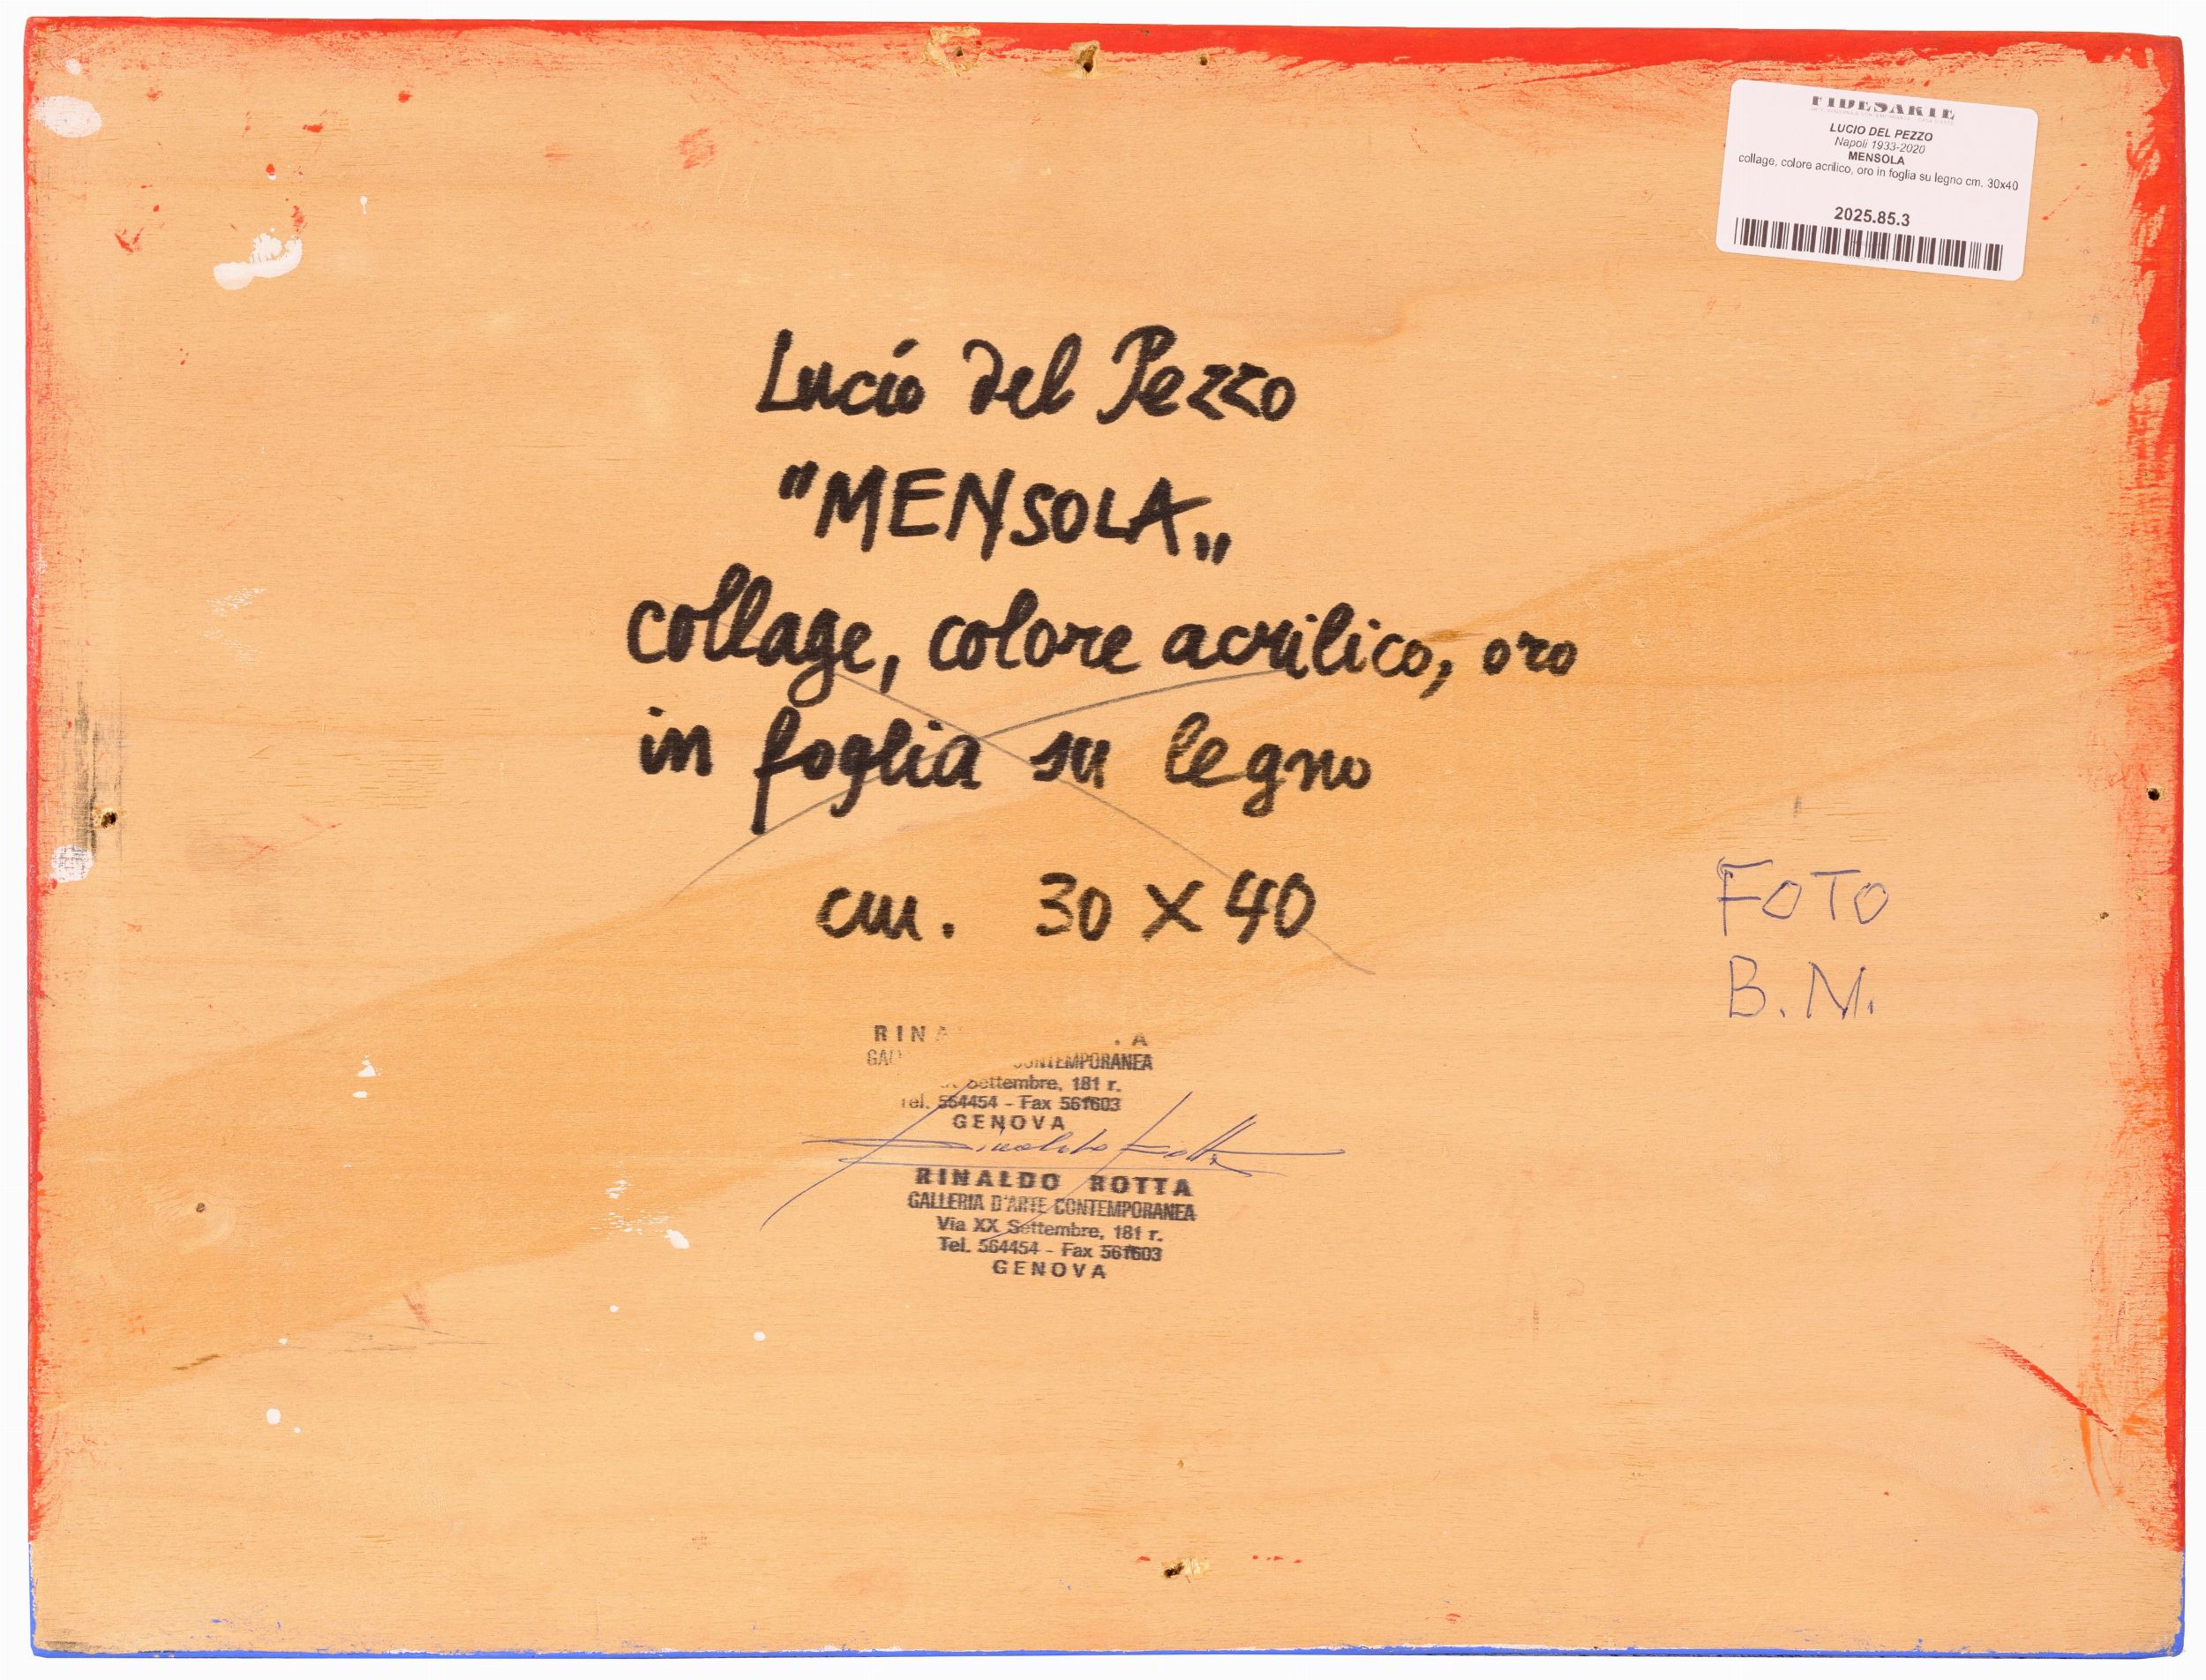 FIDESARTE
LUCIO DEL PEZZO
Napoli 1933-2020
MENSOLA
collage, colore acrilico, oro in foglia su legno cm. 30x40
2025.85.3
Lucio del Pezzo
"MENSOLA„
collage, colore acrilico, oro
in foglia su legno
cm. 30 X 40
FOTO
B.N.
CONTEMPORANEA
Settembre, 181 r.
Tel. 564454 - Fax 561603
GENOVA
Rinaldo Rotta
RINALDO ROTTA
GALLERIA D'ARTE CONTEMPORANEA
Via XX Settembre, 181 r.
Tel. 564454 - Fax 561603
GENOVA